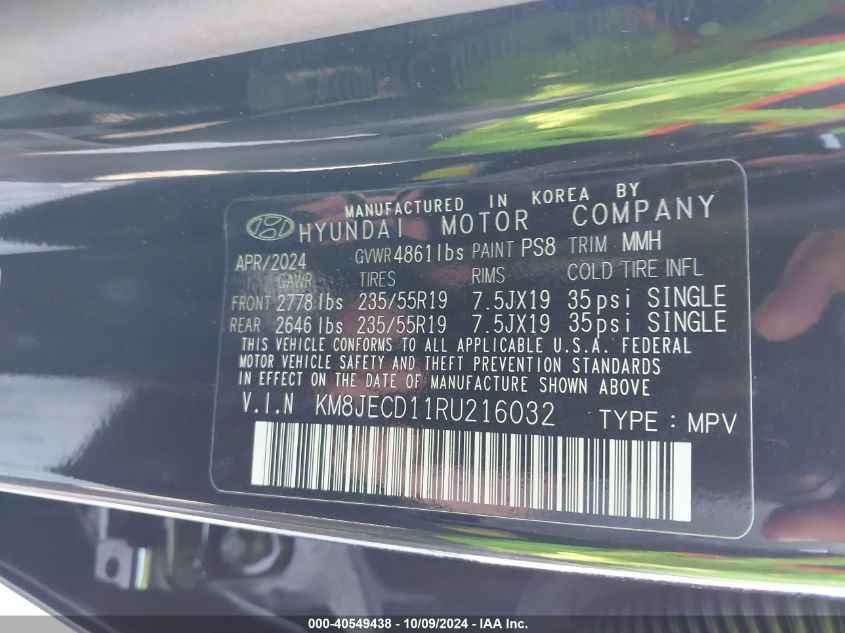 MANUFACTURED IN KOREA BY
HYUNDAI MOTOR COMPANY
APR/2024 GVWR 4861lbs PAINT PS8 TRIM MMH
GAWR TIRES RIMS COLD TIRE INFL
FRONT 2778lbs 235/55R19 7.5JX19 35psi SINGLE
REAR 2646lbs 235/55R19 7.5JX19 35psi SINGLE
THIS VEHICLE CONFORMS TO ALL APPLICABLE U.S.A. FEDERAL
MOTOR VEHICLE SAFETY AND THEFT PREVENTION STANDARDS
IN EFFECT ON THE DATE OF MANUFACTURE SHOWN ABOVE
V.I.N KM8JECD11RU216032 TYPE : MPV
000-40549438 - 10/09/2024 - IAA Inc.